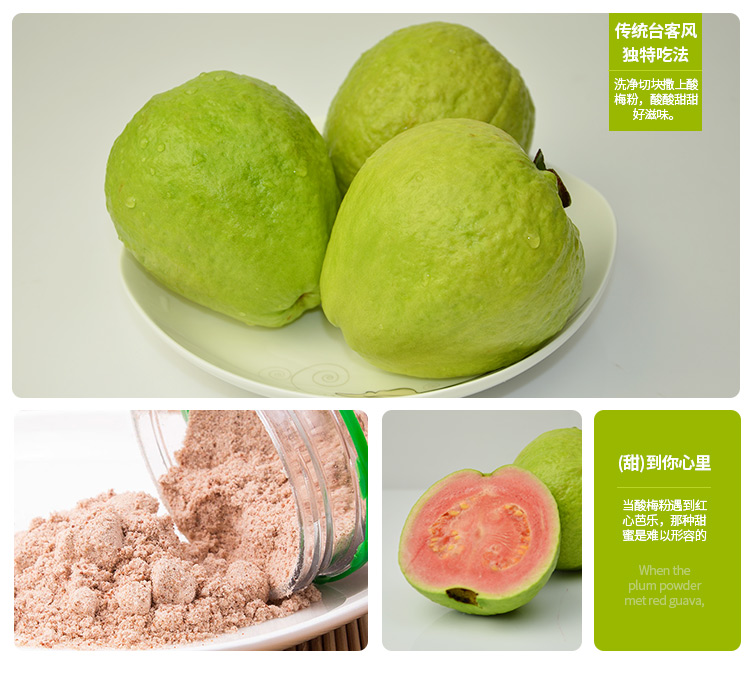 传统台客风
独特吃法
洗净切块撒上酸
梅粉，酸酸甜甜
好滋味。
(甜)到你心里
当酸梅粉遇到红
心芭乐，那种甜
蜜是难以形容的
When the
plum powder
met red guava,